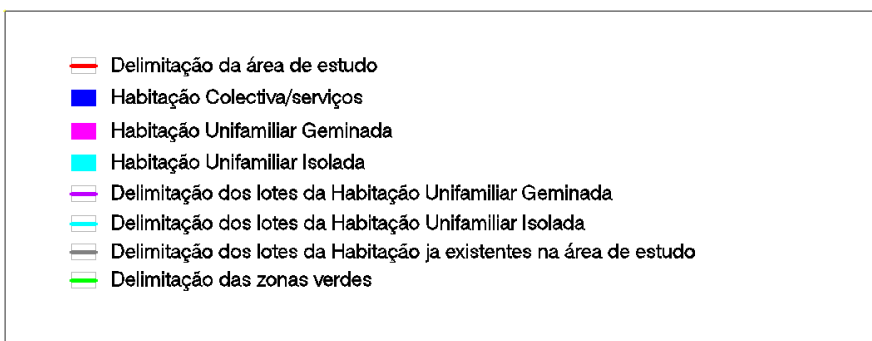 Delimitação da área de estudo
Habitação Colectiva/serviços
Habitação Unifamiliar Geminada
Habitação Unifamiliar Isolada
Delimitação dos lotes da Habitação Unifamiliar Geminada
Delimitação dos lotes da Habitação Unifamiliar Isolada
Delimitação dos lotes da Habitação ja existentes na área de estudo
Delimitação das zonas verdes